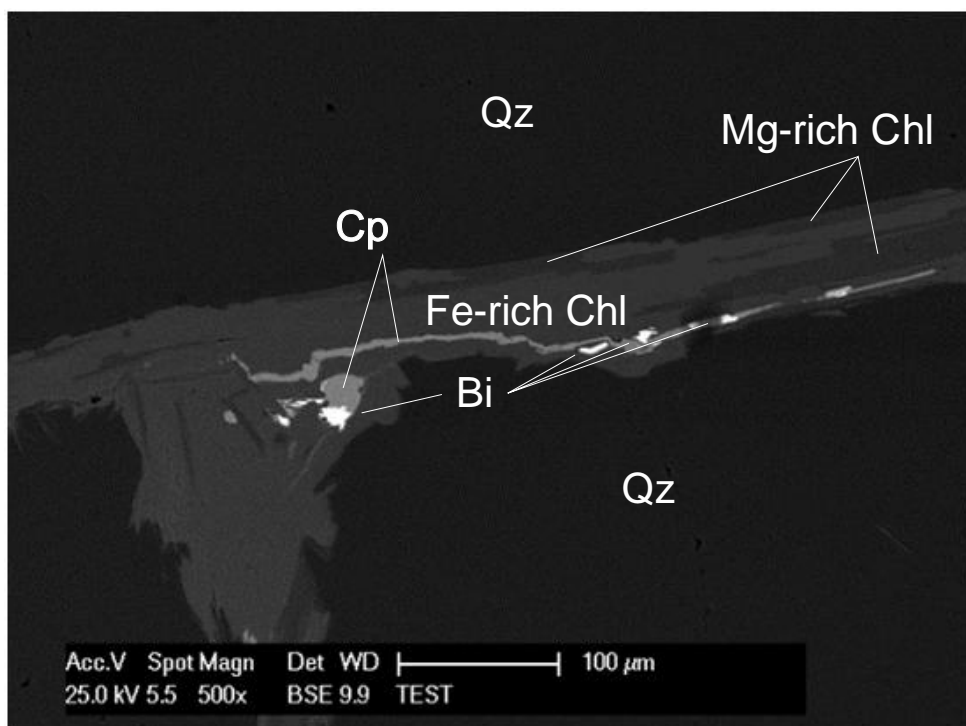 Qz
Mg-rich Chl
Cp
Fe-rich Chl
Bi
Qz
Acc.V Spot Magn Det WD 100 µm
25.0 kV 5.5 500x BSE 9.9 TEST